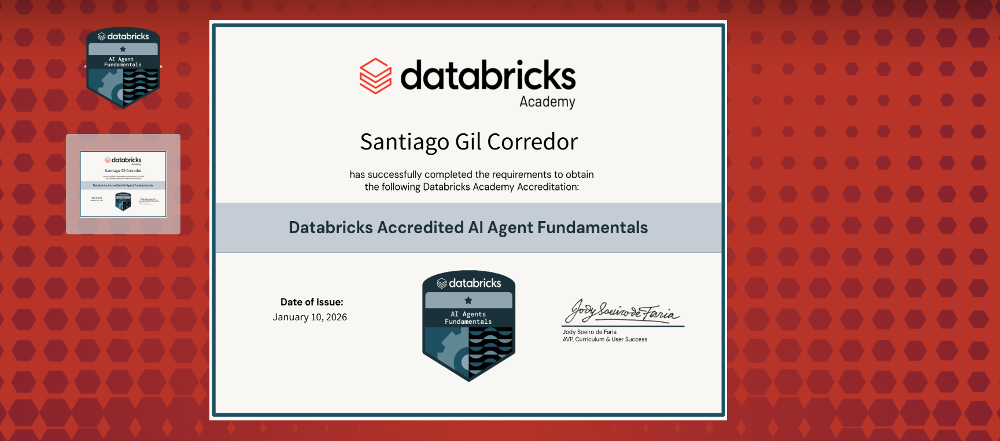 databricks
AI Agent
Fundamentals
databricks
Academy
Santiago Gil Corredor
Databricks Accredited AI Agent Fundamentals
Date of Issue:
January 10, 2026
databricks
Academy
Santiago Gil Corredor
has successfully completed the requirements to obtain
the following Databricks Academy Accreditation:
Databricks Accredited AI Agent Fundamentals
Date of Issue:
January 10, 2026
databricks
AI Agents
Fundamentals
Jody Soeiro de Faria
Jody Soeiro de Faria
AVP, Curriculum & User Success